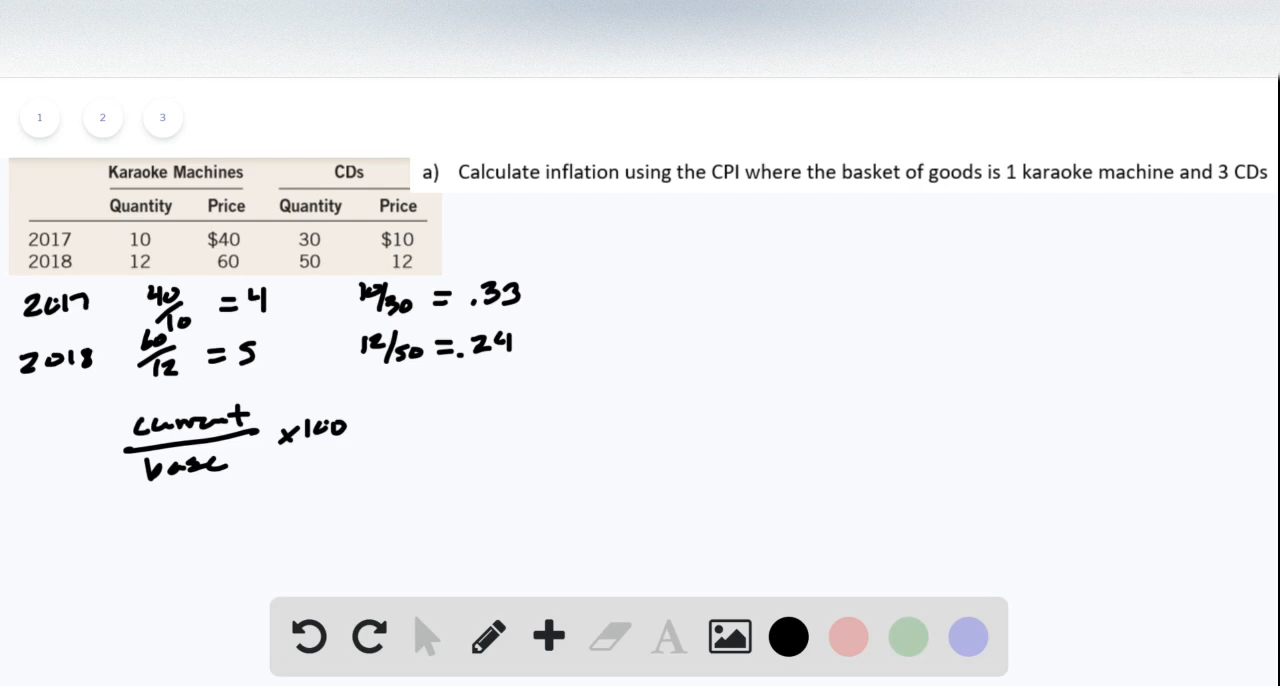 1 2 3
Karaoke Machines CDs
a) Calculate inflation using the CPI where the basket of goods is 1 karaoke machine and 3 CDs
Quantity Price Quantity Price
2017 10 $40 30 $10
2018 12 60 50 12
2017 40/10 = 4 10/30 = .33
2018 60/12 = 5 12/50 = .24
current
x100
base
A